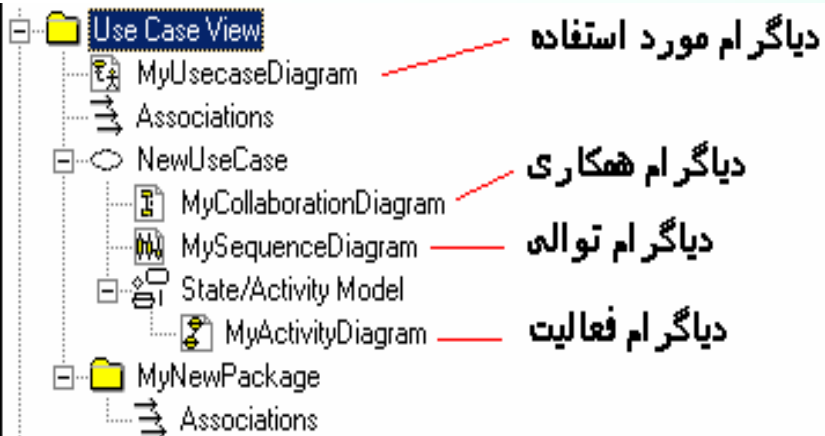 Use Case View
دیاگرام مورد استفاده
MyUsecaseDiagram
Associations
NewUseCase
دیاگرام همکاری
MyCollaborationDiagram
دیاگرام توالی
MySequenceDiagram
State/Activity Model
دیاگرام فعالیت
MyActivityDiagram
MyNewPackage
Associations